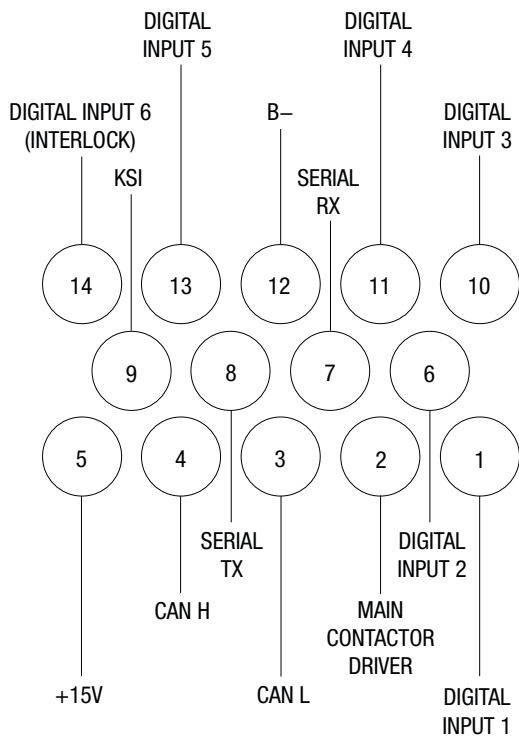 DIGITAL
INPUT 5
DIGITAL
INPUT 4
DIGITAL INPUT 6
(INTERLOCK)
B–
DIGITAL
INPUT 3
KSI
SERIAL
RX
14
13
12
11
10
9
8
7
6
5
4
3
2
1
SERIAL
TX
DIGITAL
INPUT 2
CAN H
MAIN
CONTACTOR
DRIVER
+15V
CAN L
DIGITAL
INPUT 1